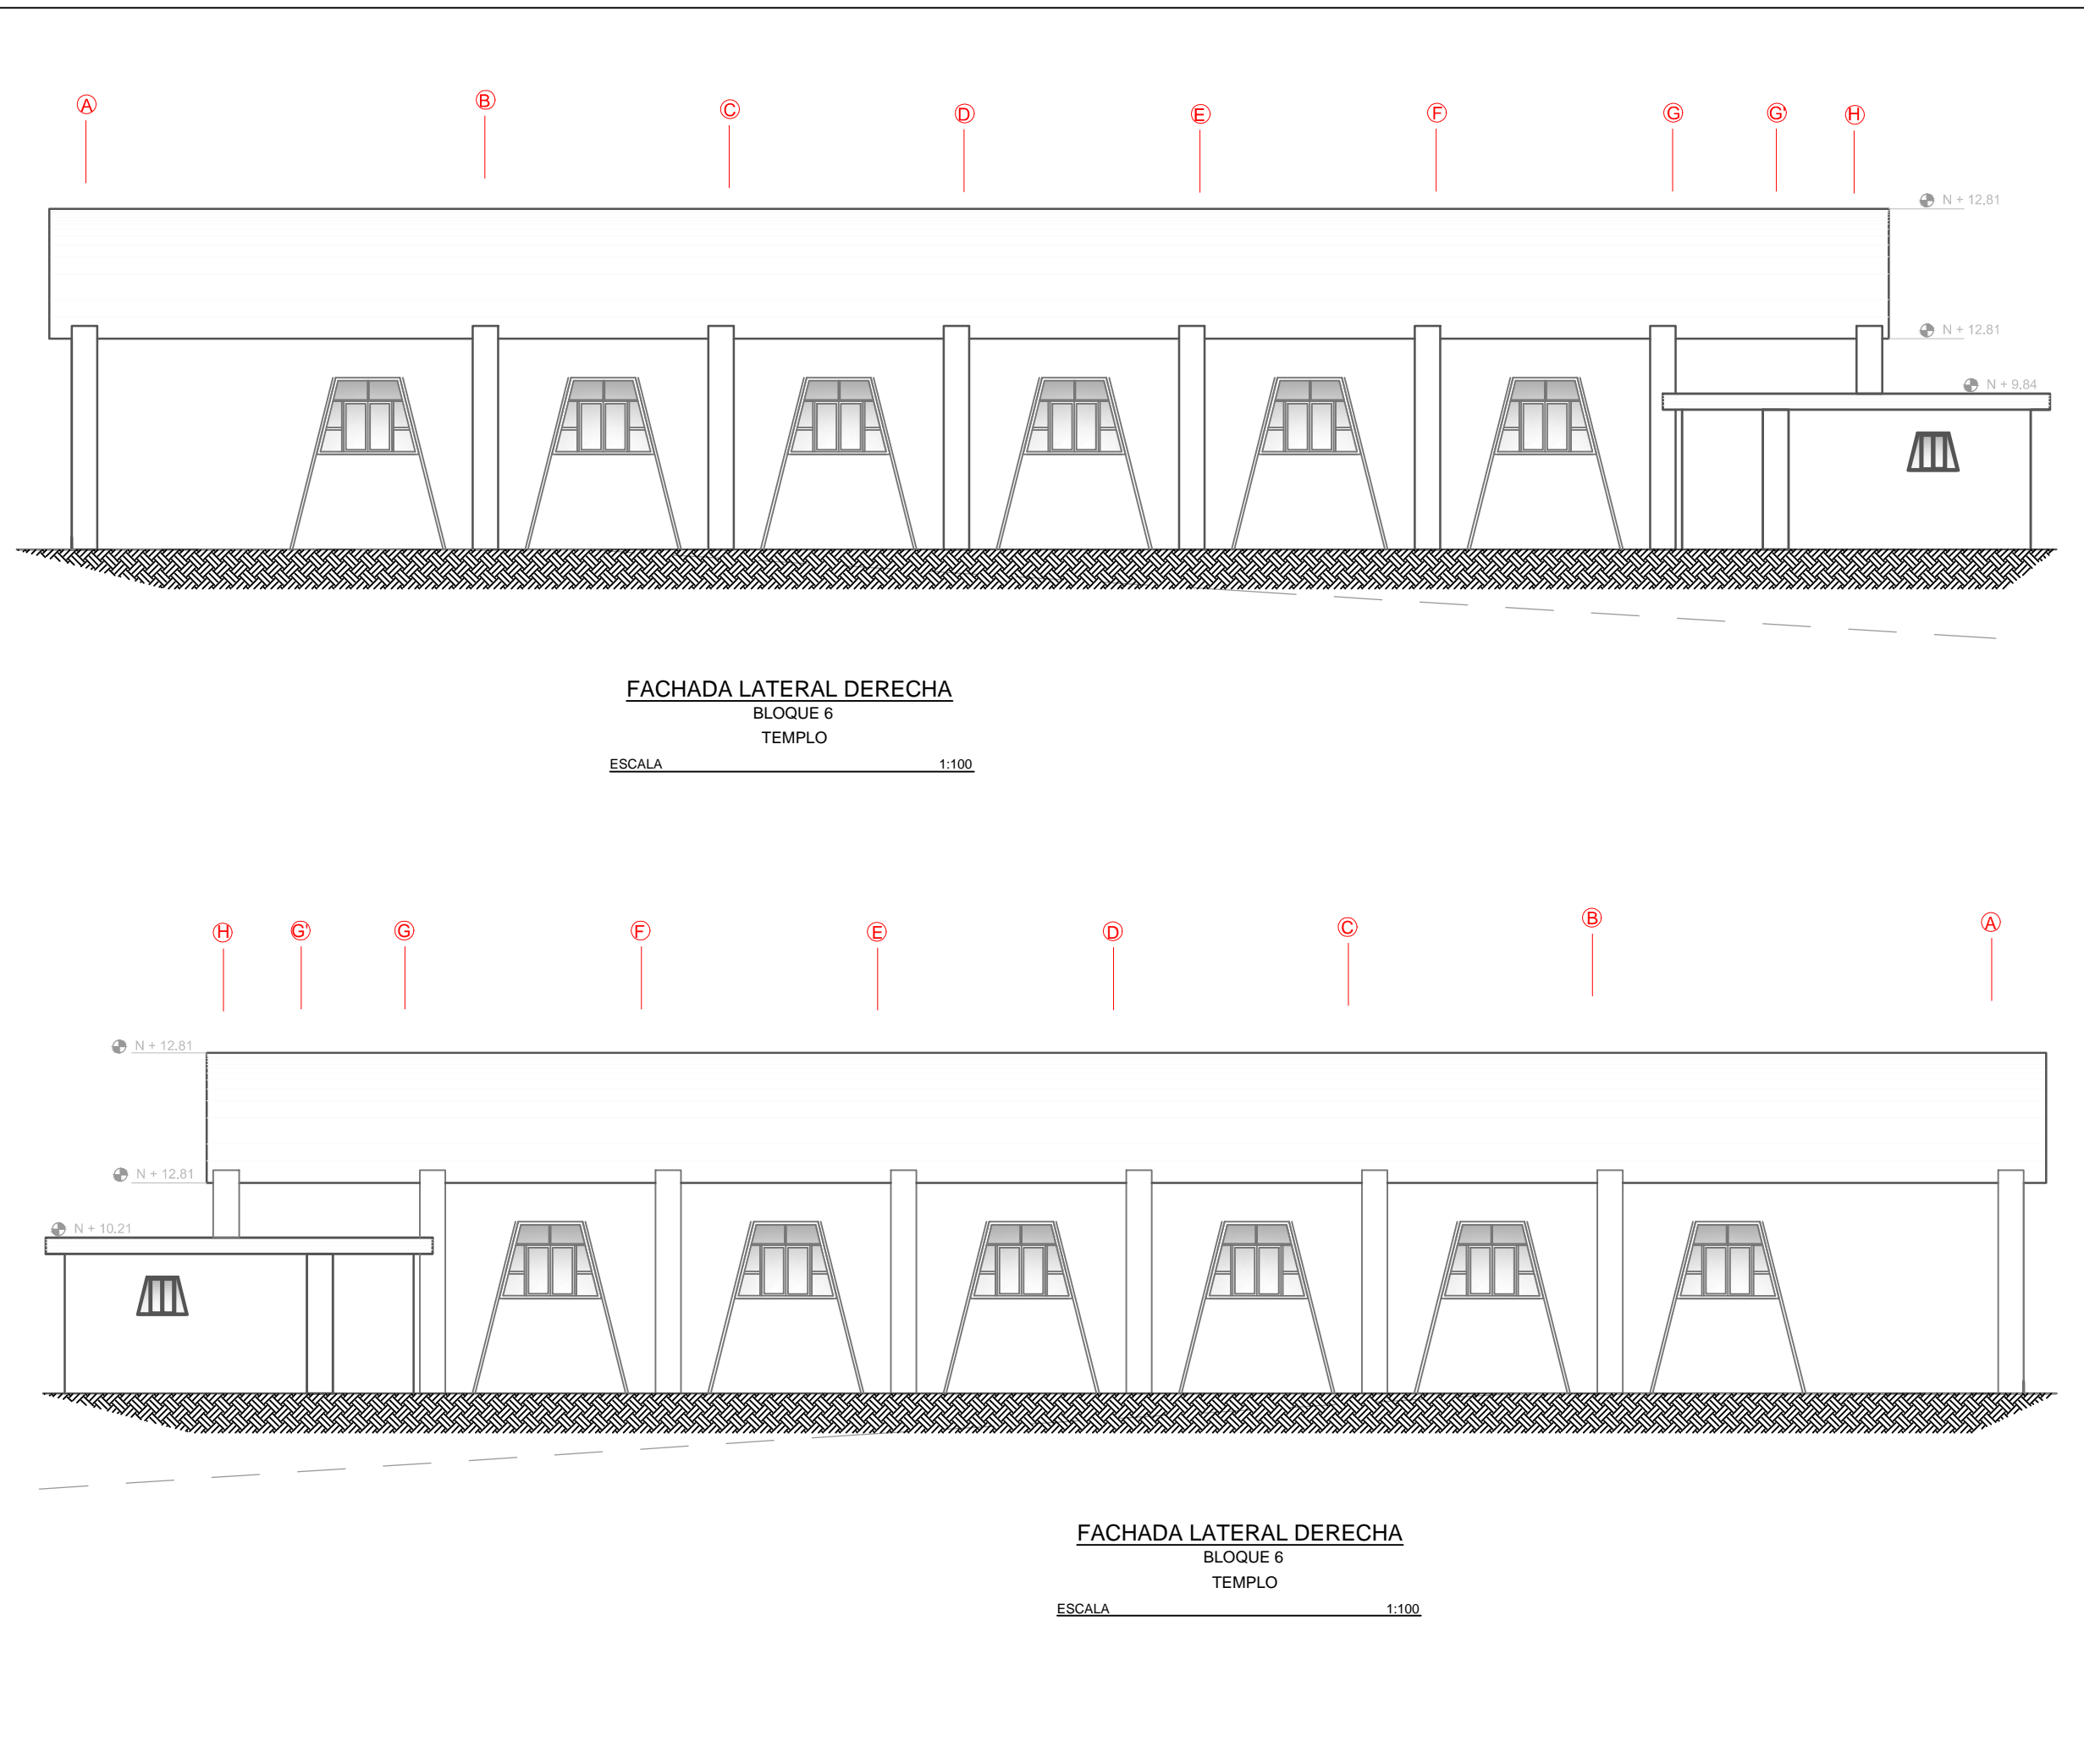 A B C D E F G G' H
N + 12.81
N + 12.81
N + 9.84
FACHADA LATERAL DERECHA
BLOQUE 6
TEMPLO
ESCALA 1:100
H G' G F E D C B A
N + 12.81
N + 12.81
N + 10.21
FACHADA LATERAL DERECHA
BLOQUE 6
TEMPLO
ESCALA 1:100